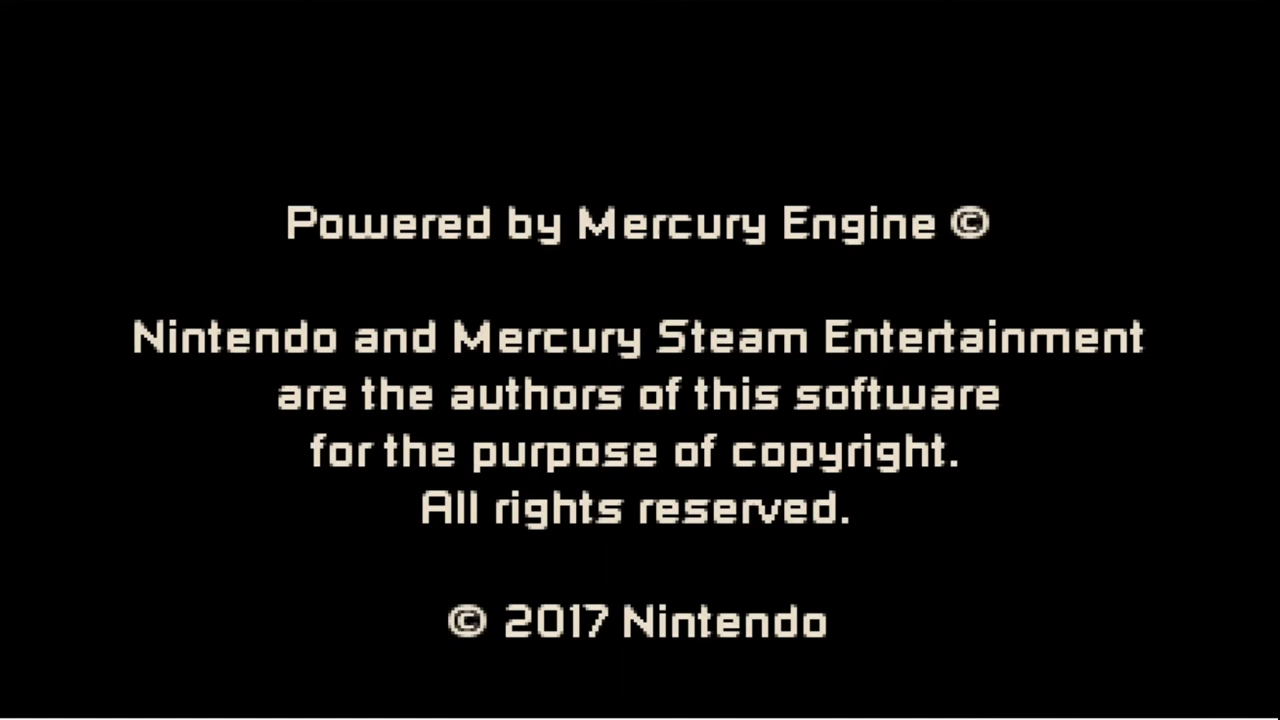 Powered by Mercury Engine ©
Nintendo and Mercury Steam Entertainment
are the authors of this software
for the purpose of copyright.
All rights reserved.
© 2017 Nintendo